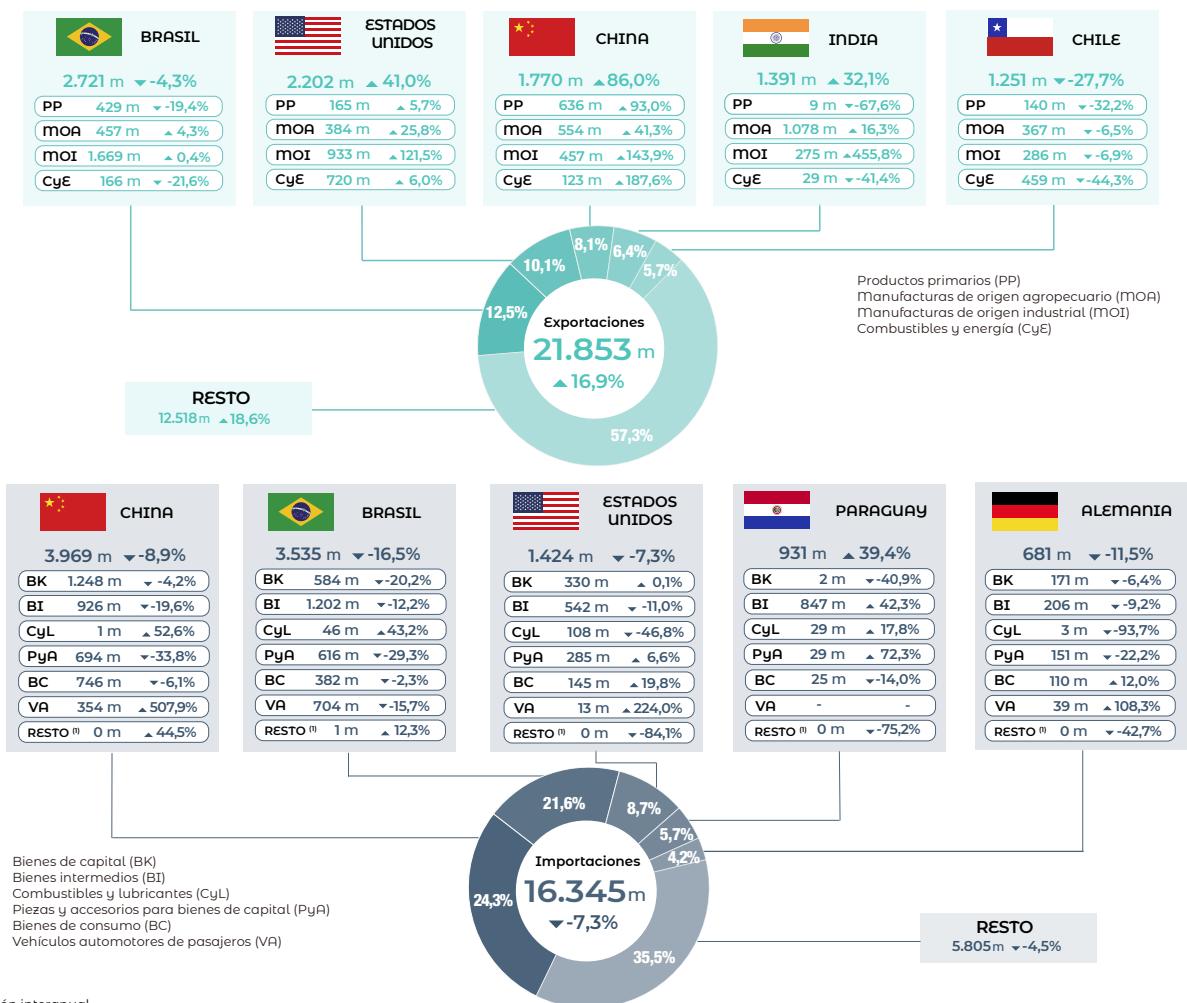 BRASIL
2.721 m ▼-4,3%
PP 429 m ▼-19,4%
MOA 457 m ▲4,3%
MOI 1.669 m ▲0,4%
CyE 166 m ▼-21,6%
ESTADOS
UNIDOS
2.202 m ▲41,0%
PP 165 m ▲5,7%
MOA 384 m ▲25,8%
MOI 933 m ▲121,5%
CyE 720 m ▲6,0%
CHINA
1.770 m ▲86,0%
PP 636 m ▲93,0%
MOA 554 m ▲41,3%
MOI 457 m ▲143,9%
CyE 123 m ▲187,6%
INDIA
1.391 m ▲32,1%
PP 9 m ▼-67,6%
MOA 1.078 m ▲16,3%
MOI 275 m ▲455,8%
CyE 29 m ▼-41,4%
CHILE
1.251 m ▼-27,7%
PP 140 m ▼-32,2%
MOA 367 m ▼-6,5%
MOI 286 m ▼-6,9%
CyE 459 m ▼-44,3%
8,1%
6,4%
10,1%
5,7%
12,5%
Exportaciones
21.853 m
▲16,9%
57,3%
Productos primarios (PP)
Manufacturas de origen agropecuario (MOA)
Manufacturas de origen industrial (MOI)
Combustibles y energía (CyE)
RESTO
12.518 m ▲18,6%
CHINA
3.969 m ▼-8,9%
BK 1.248 m ▼-4,2%
BI 926 m ▼-19,6%
CyL 1 m ▲52,6%
PyA 694 m ▼-33,8%
BC 746 m ▼-6,1%
VA 354 m ▲507,9%
RESTO (1) 0 m ▲44,5%
BRASIL
3.535 m ▼-16,5%
BK 584 m ▼-20,2%
BI 1.202 m ▼-12,2%
CyL 46 m ▲43,2%
PyA 616 m ▼-29,3%
BC 382 m ▼-2,3%
VA 704 m ▼-15,7%
RESTO (1) 1 m ▲12,3%
ESTADOS
UNIDOS
1.424 m ▼-7,3%
BK 330 m ▲0,1%
BI 542 m ▼-11,0%
CyL 108 m ▼-46,8%
PyA 285 m ▲6,6%
BC 145 m ▲19,8%
VA 13 m ▲224,0%
RESTO (1) 0 m ▼-84,1%
PARAGUAY
931 m ▲39,4%
BK 2 m ▼-40,9%
BI 847 m ▲42,3%
CyL 29 m ▲17,8%
PyA 29 m ▲72,3%
BC 25 m ▼-14,0%
VA - -
RESTO (1) 0 m ▼-75,2%
ALEMANIA
681 m ▼-11,5%
BK 171 m ▼-6,4%
BI 206 m ▼-9,2%
CyL 3 m ▼-93,7%
PyA 151 m ▼-22,2%
BC 110 m ▲12,0%
VA 39 m ▲108,3%
RESTO (1) 0 m ▼-42,7%
21,6%
8,7%
5,7%
4,2%
24,3%
Importaciones
16.345 m
▼-7,3%
35,5%
Bienes de capital (BK)
Bienes intermedios (BI)
Combustibles y lubricantes (CyL)
Piezas y accesorios para bienes de capital (PyA)
Bienes de consumo (BC)
Vehículos automotores de pasajeros (VA)
RESTO
5.805 m ▼-4,5%